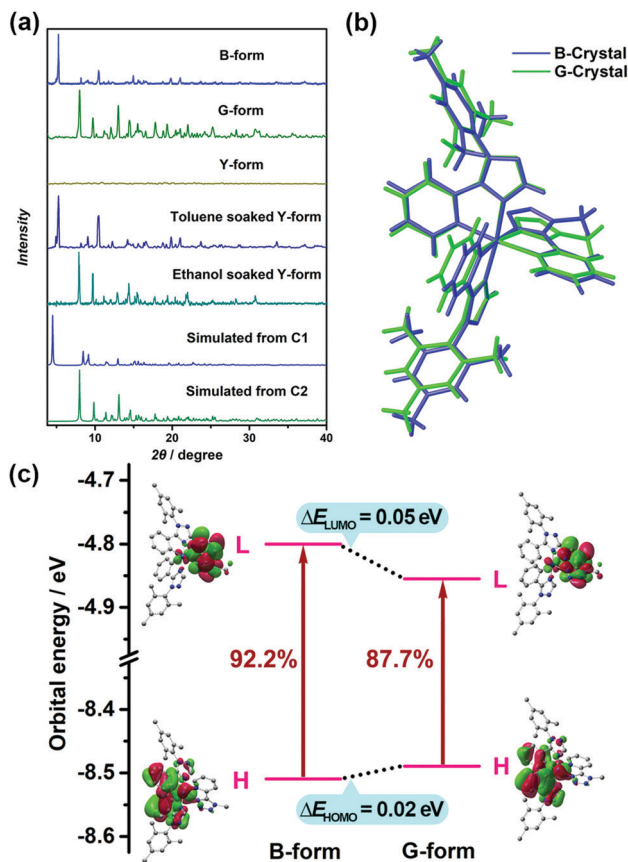 (a)
B-form
G-form
Y-form
Toluene soaked Y-form
Ethanol soaked Y-form
Simulated from C1
Simulated from C2
Intensity
10 20 30 40
2θ / degree
(b)
B-Crystal
G-Crystal
(c)
Orbital energy / eV
-4.7
-4.8
-4.9
-8.4
-8.5
-8.6
L
ΔE_LUMO = 0.05 eV
L
92.2%
87.7%
H
ΔE_HOMO = 0.02 eV
H
B-form
G-form